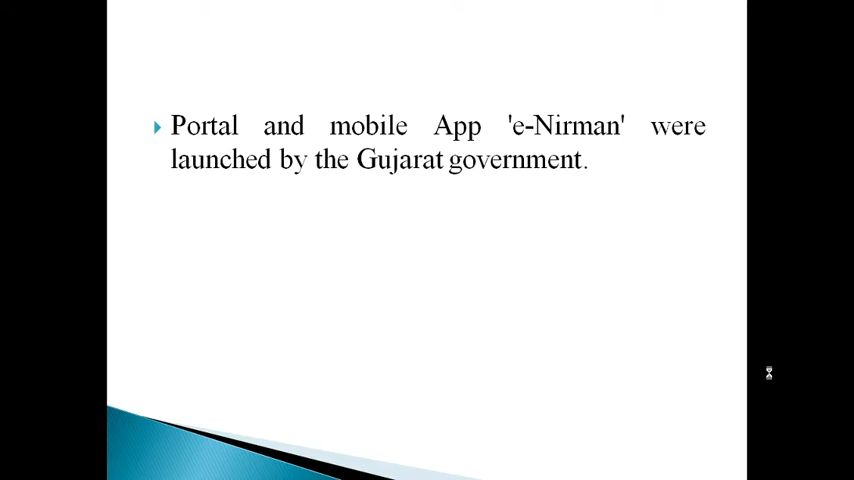 Portal and mobile App 'e-Nirman' were
launched by the Gujarat government.